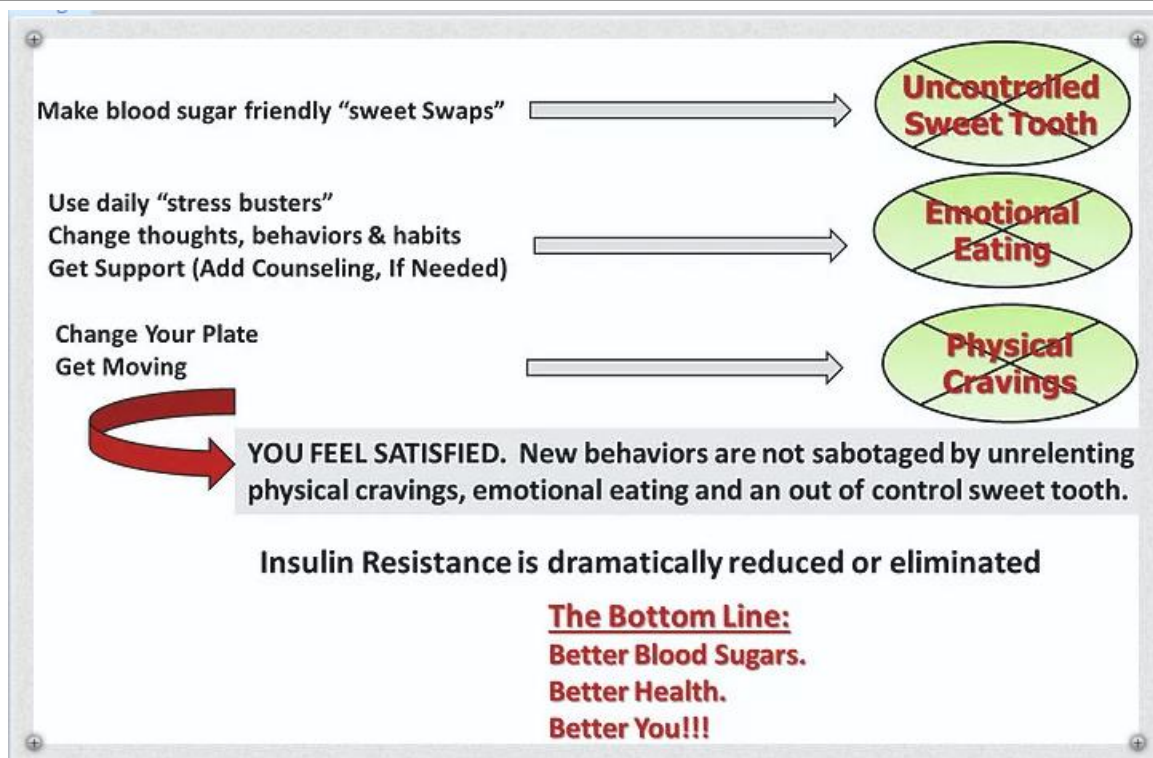 Make blood sugar friendly “sweet Swaps”
Uncontrolled
Sweet Tooth
Use daily “stress busters”
Change thoughts, behaviors & habits
Get Support (Add Counseling, If Needed)
Emotional
Eating
Change Your Plate
Get Moving
Physical
Cravings
YOU FEEL SATISFIED. New behaviors are not sabotaged by unrelenting
physical cravings, emotional eating and an out of control sweet tooth.
Insulin Resistance is dramatically reduced or eliminated
The Bottom Line:
Better Blood Sugars.
Better Health.
Better You!!!